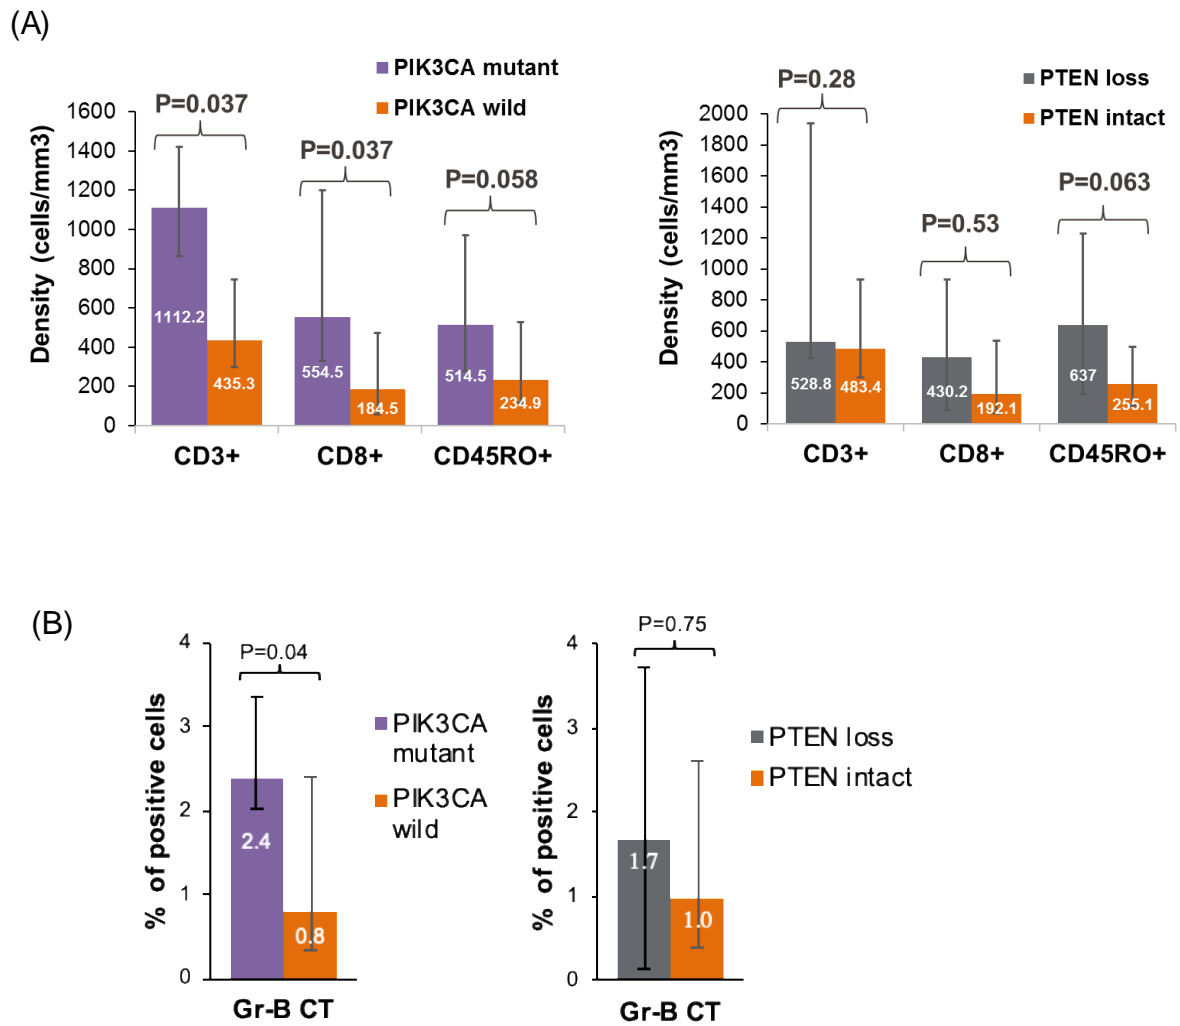 (A)
PIK3CA mutant
PIK3CA wild
P=0.037
P=0.037
P=0.058
Density (cells/mm3)
1600
1400
1200
1000
800
600
400
200
0
1112.2
435.3
554.5
184.5
514.5
234.9
CD3+
CD8+
CD45RO+
PTEN loss
PTEN intact
P=0.28
P=0.53
P=0.063
Density (cells/mm3)
2000
1800
1600
1400
1200
1000
800
600
400
200
0
528.8
483.4
430.2
192.1
637
255.1
CD3+
CD8+
CD45RO+
(B)
P=0.04
% of positive cells
4
3
2
1
0
2.4
0.8
Gr-B CT
PIK3CA
mutant
PIK3CA
wild
P=0.75
% of positive cells
4
3
2
1
0
1.7
1.0
Gr-B CT
PTEN loss
PTEN intact